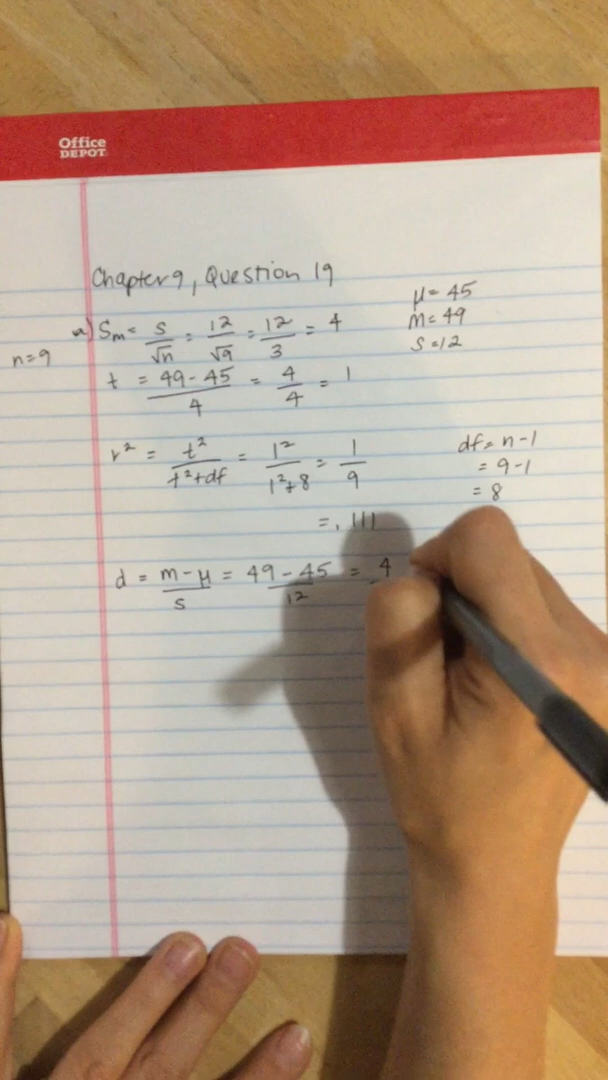 Office
DEPOT
Chapter 9, Question 19
μ = 45
M = 49
S = 12
n = 9
a) Sm = s/√n = 12/√9 = 12/3 = 4
t = 49 - 45/4 = 4/4 = 1
r² = t²/t²+df = 1²/1²+8 = 1/9
= .111
df = n-1
= 9-1
= 8
d = m-μ/s = 49-45/12 = 4